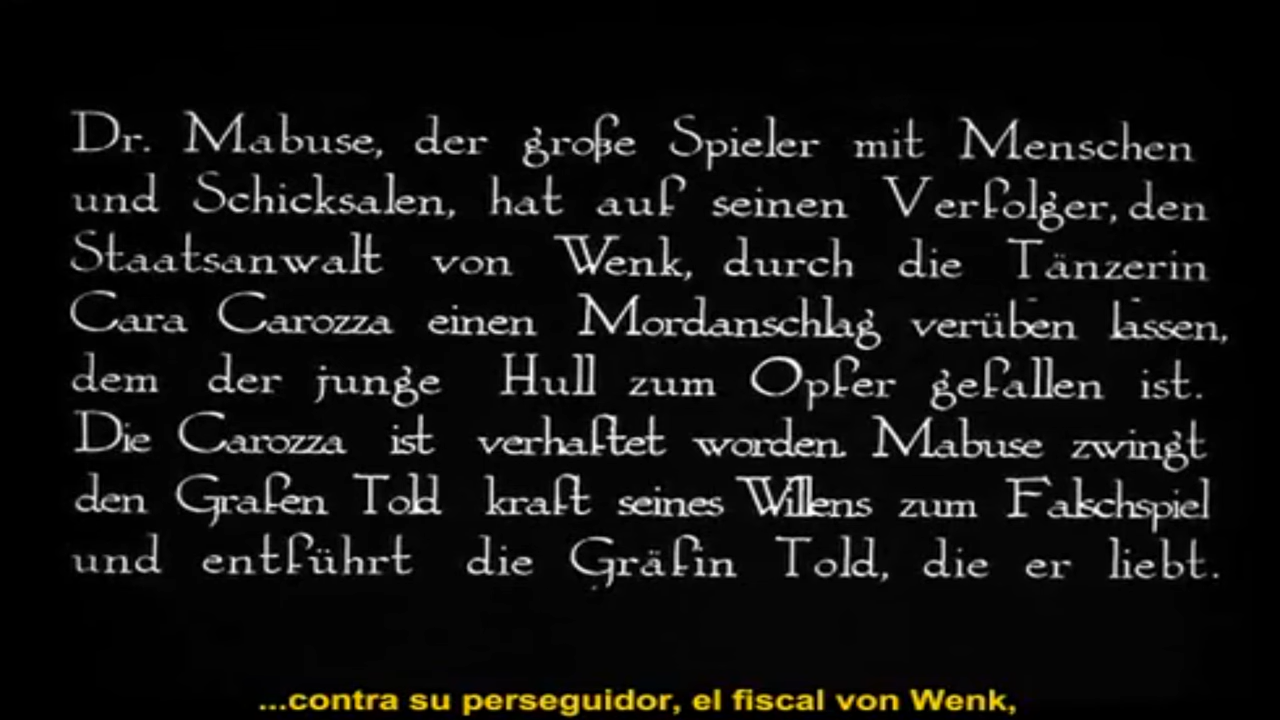 Dr. Mabuse, der große Spieler mit Menschen
und Schicksalen, hat auf seinen Verfolger, den
Staatsanwalt von Wenk, durch die Tänzerin
Cara Carozza einen Mordanschlag verüben lassen,
dem der junge Hull zum Opfer gefallen ist.
Die Carozza ist verhaftet worden. Mabuse zwingt
den Grafen Told kraft seines Willens zum Falschspiel
und entführt die Gräfin Told, die er liebt.
...contra su perseguidor, el fiscal von Wenk,